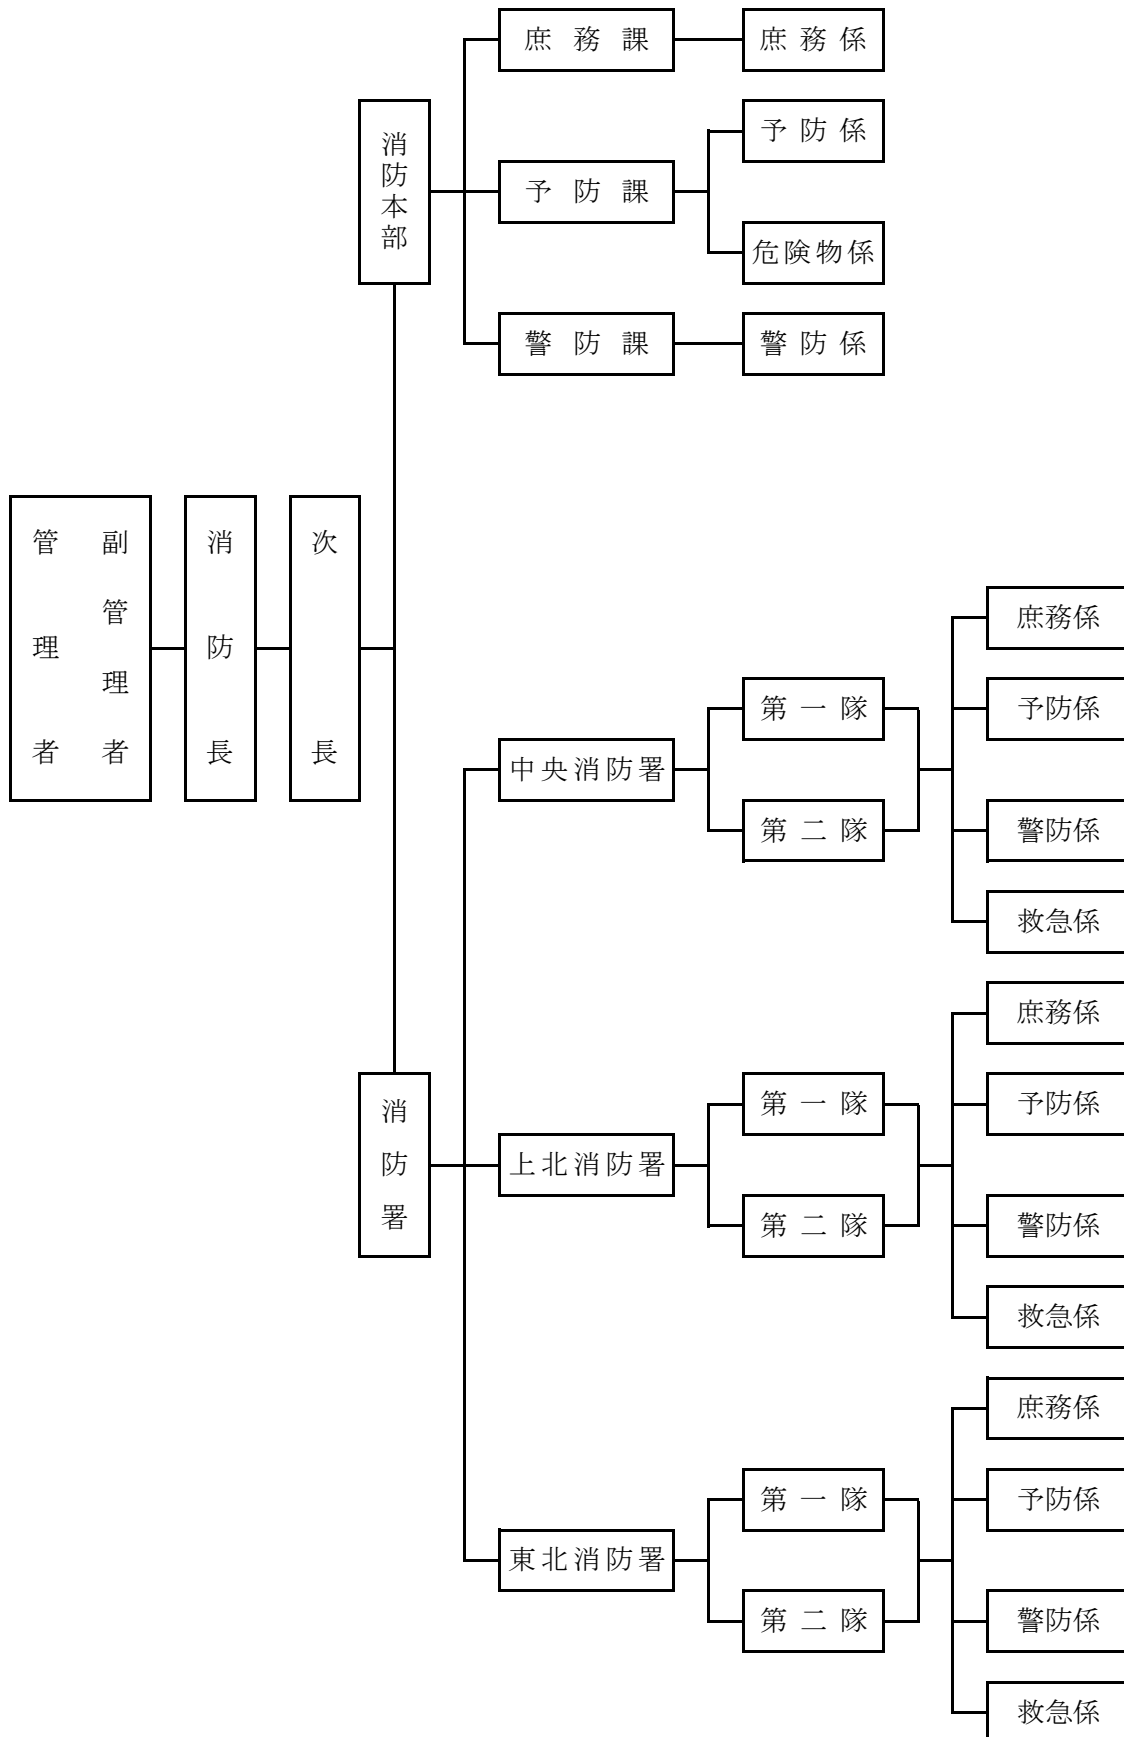 庶務課
庶務係
消防本部
予防課
予防係
危険物係
警防課
警防係
管理者
副管理者
消防長
次長
消防署
中央消防署
第一隊
第二隊
庶務係
予防係
警防係
救急係
上北消防署
第一隊
第二隊
庶務係
予防係
警防係
救急係
東北消防署
第一隊
第二隊
庶務係
予防係
警防係
救急係